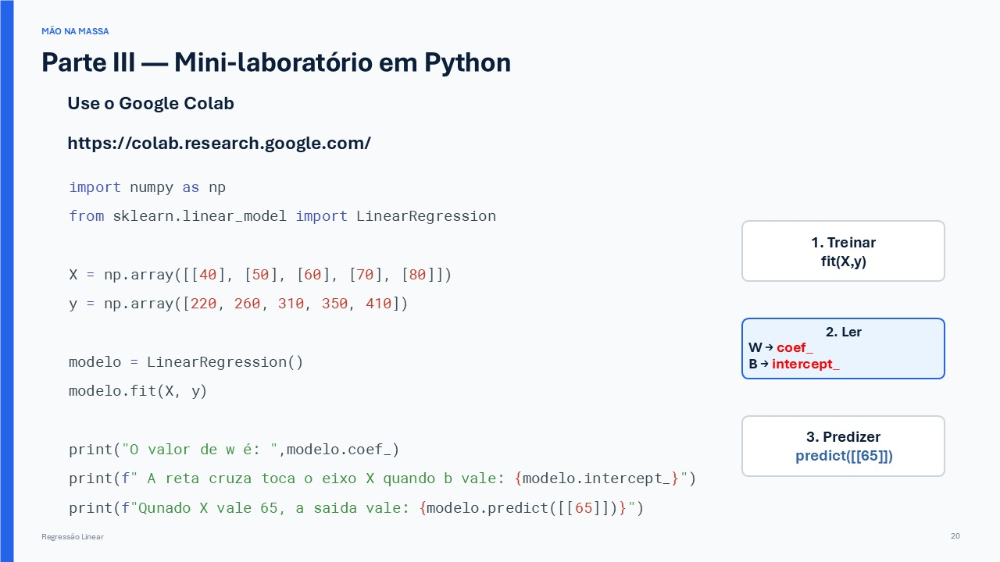 MÃO NA MASSA
Parte III — Mini-laboratório em Python
Use o Google Colab
https://colab.research.google.com/
import numpy as np
from sklearn.linear_model import LinearRegression
X = np.array([[40], [50], [60], [70], [80]])
y = np.array([220, 260, 310, 350, 410])
modelo = LinearRegression()
modelo.fit(X, y)
print("O valor de w é: ",modelo.coef_)
print(f" A reta cruza toca o eixo X quando b vale: {modelo.intercept_}")
print(f"Qunado X vale 65, a saida vale: {modelo.predict([[65]])}")
1. Treinar
fit(X,y)
2. Ler
W → coef_
B → intercept_
3. Predizer
predict([[65]])
Regressão Linear
20